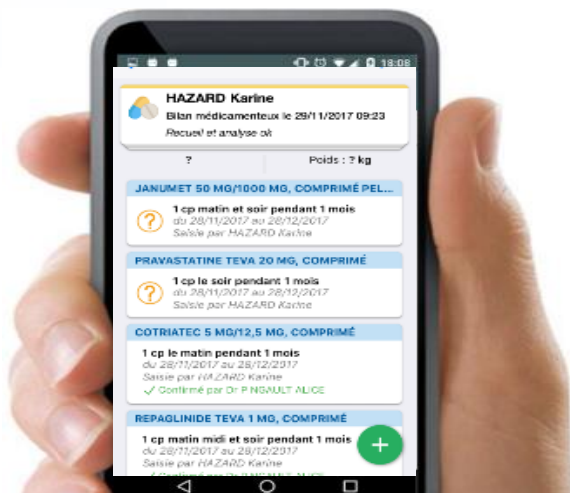 18:08
HAZARD Karine
Bilan médicamenteux le 29/11/2017 09:23
Recueil et analyse ok
?
Poids : ? kg
JANUMET 50 MG/1000 MG, COMPRIMÉ PEL...
1 cp matin et soir pendant 1 mois
du 28/11/2017 au 28/12/2017
Saisie par HAZARD Karine
PRAVASTATINE TEVA 20 MG, COMPRIMÉ
1 cp le soir pendant 1 mois
du 28/11/2017 au 28/12/2017
Saisie par HAZARD Karine
COTRIATEC 5 MG/12,5 MG, COMPRIMÉ
1 cp le matin pendant 1 mois
du 28/11/2017 au 28/12/2017
Saisie par HAZARD Karine
✓ Confirmé par Dr PINGAULT ALICE
REPAGLINIDE TEVA 1 MG, COMPRIMÉ
1 cp matin midi et soir pendant 1 mois
du 28/11/2017 au 28/12/2017
Saisie par HAZARD Karine
✓ Confirmé par Dr PINGAULT ALICE